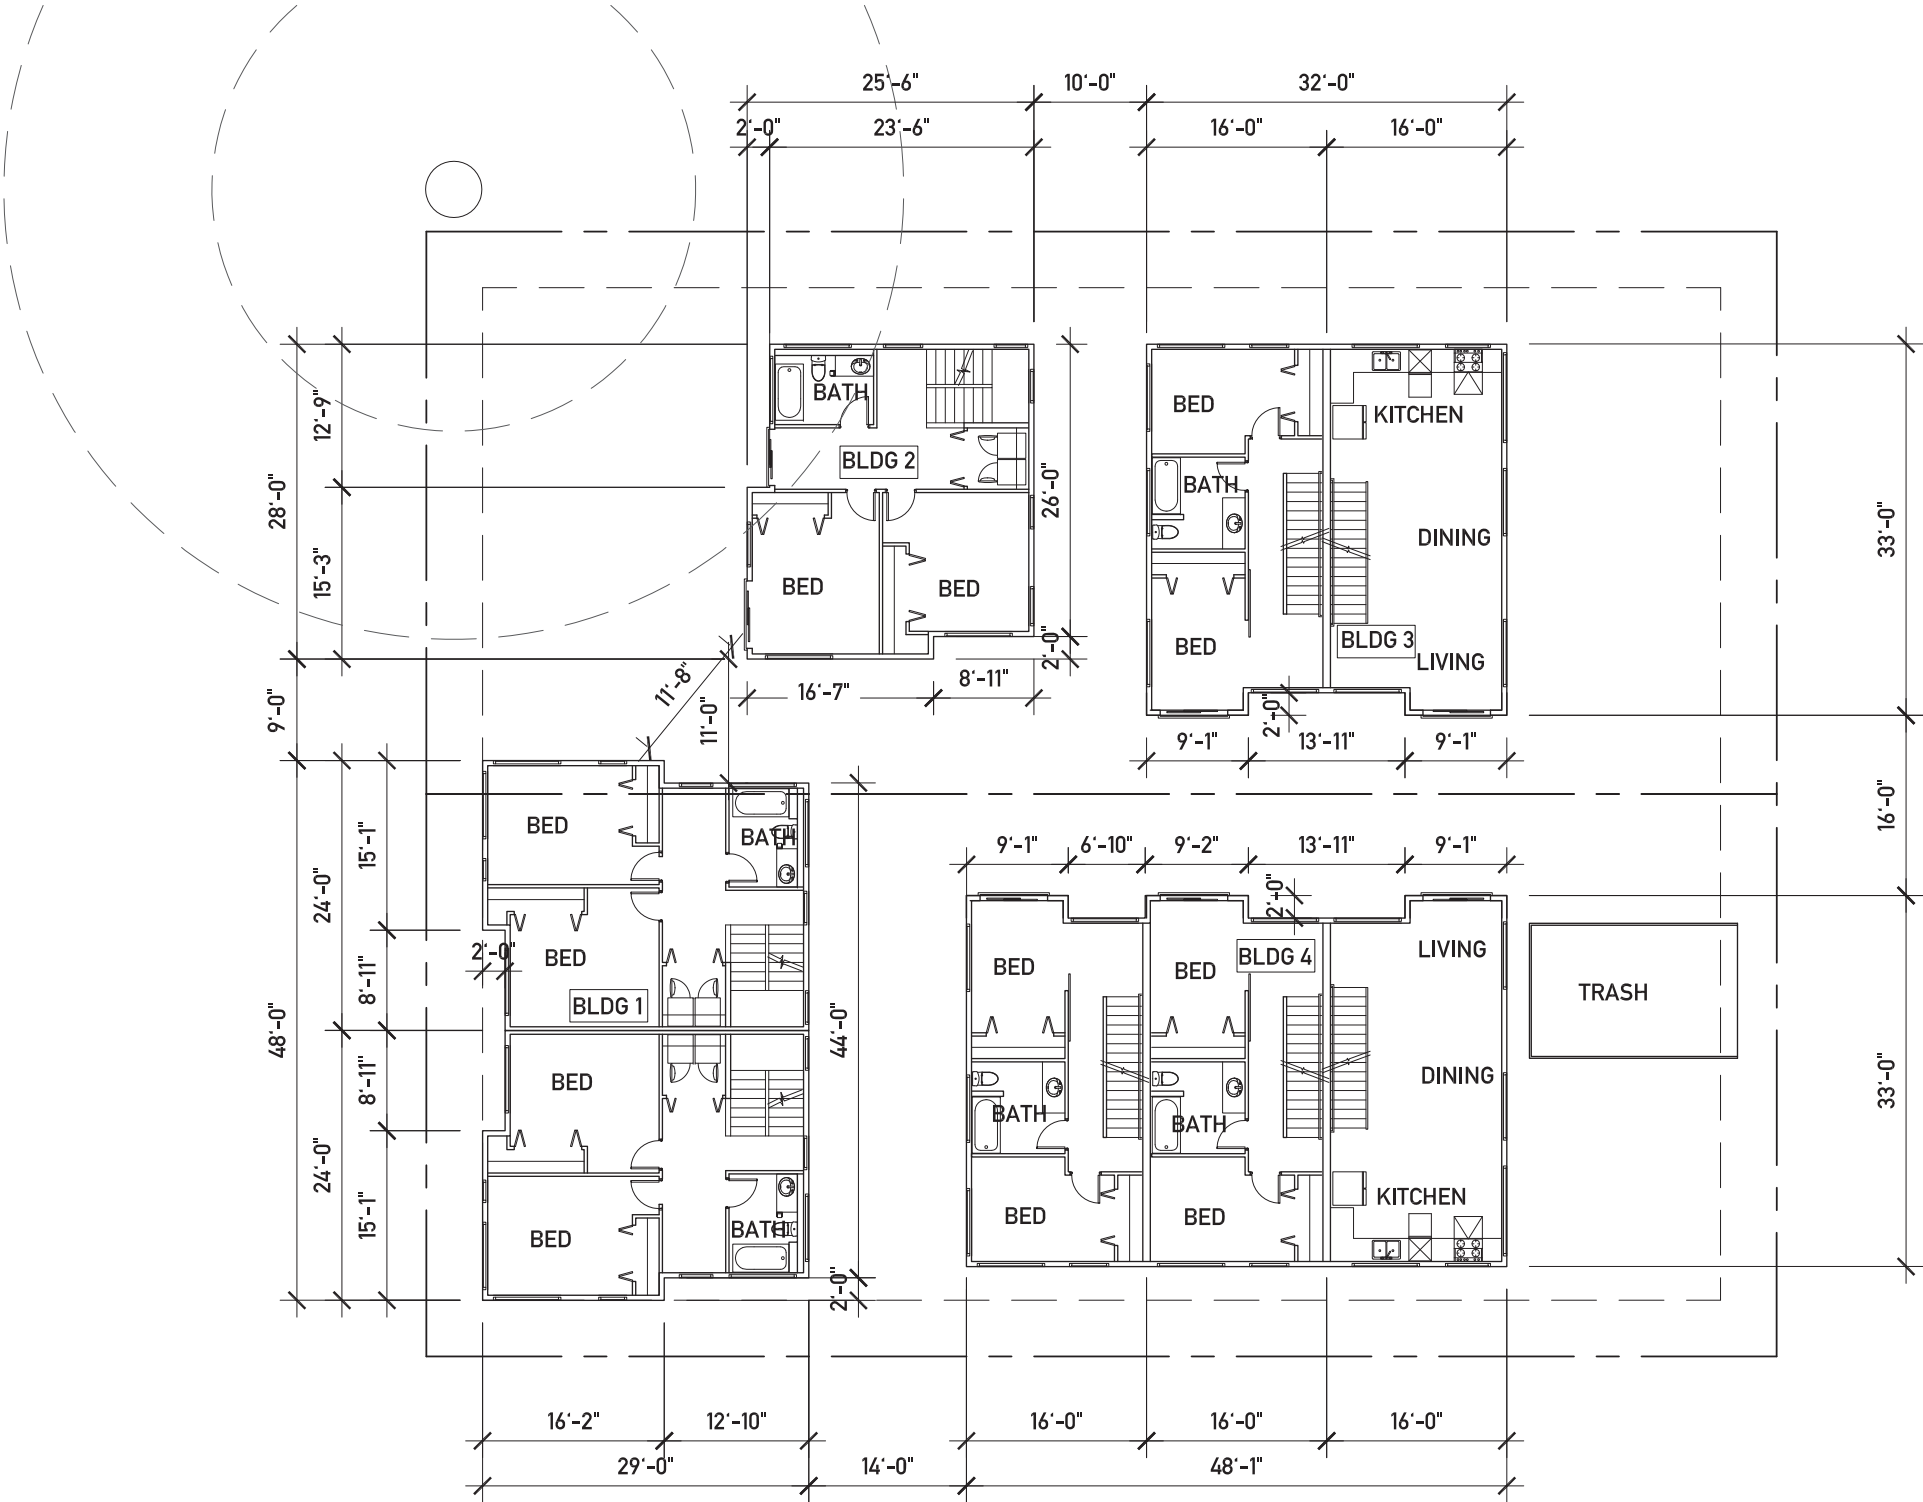 25'-6" 10'-0" 32'-0"
2'-0" 23'-6" 16'-0" 16'-0"
BATH
BED
KITCHEN
12'-9"
BLDG 2
BATH
28'-0"
26'-0"
DINING
33'-0"
15'-3"
BED
BED
BLDG 3
BED
LIVING
2'-0"
11'-8"
16'-7"
8'-11"
9'-0"
11'-0"
2'-0"
9'-1" 13'-11" 9'-1"
16'-0"
BED
BATH
15'-1"
9'-1" 6'-10" 9'-2" 13'-11" 9'-1"
24'-0"
2'-0"
2'-0"
BED
BED
BED
BLDG 4
LIVING
8'-11"
BLDG 1
TRASH
48'-0"
44'-0"
BED
DINING
8'-11"
BATH
BATH
33'-0"
24'-0"
15'-1"
BED
BATH
BED
BED
KITCHEN
2'-0"
16'-2" 12'-10" 16'-0" 16'-0" 16'-0"
29'-0" 14'-0" 48'-1"